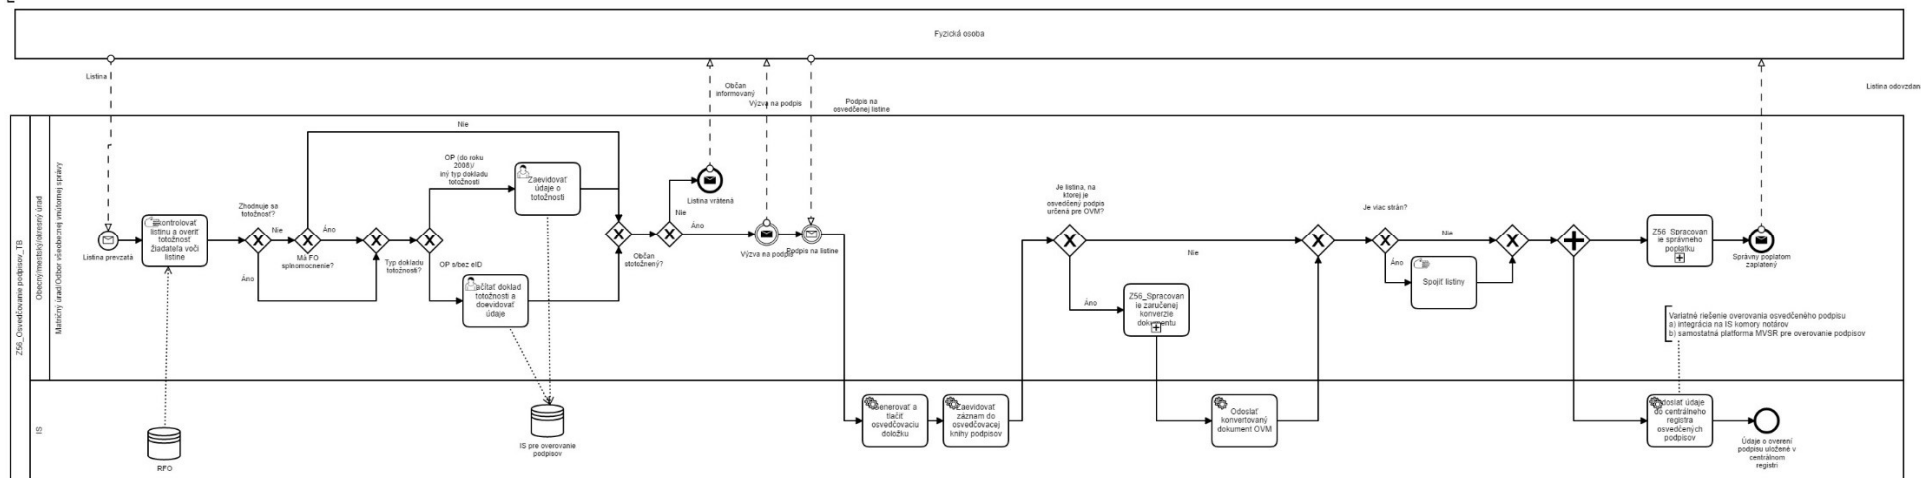 Fyzická osoba
Listina
Občan
informovaný
Výzva na podpis
Podpis na
osvedčenej listine
Listina odovzdan
Z56_Osvedčovanie podpisov_TB
Obecný/mestský/okresný úrad
Matričný úrad/Odbor všeobecnej vnútornej správy
Listina prevzatá
kontrolovať
listinu a overiť
totožnosť
žiadateľa voči
listine
Zhodnuje sa
totožnosť?
Nie
Áno
Má FO
splnomocnenie?
Nie
Áno
Typ dokladu
totožnosti?
OP (do roku
2008)/
iný typ dokladu
totožnosti
OP s/bez eID
Zaevidovať
údaje o
totožnosti
ačítať doklad
totožnosti a
doevidovať
údaje
Občan
stotožnený?
Nie
Áno
Listina vrátená
Výzva na podpis
Podpis na listine
Je listina, na
ktorej je
osvedčený podpis
určená pre OVM?
Nie
Áno
Z56_Spracovan
ie zaručenej
konverzie
dokumentu
Je viac strán?
Nie
Áno
Spojiť listiny
Z56_Spracovan
ie správneho
poplatku
Správny poplatom
zaplatený
Variatné riešenie overovania osvedčeného podpisu
a) integrácia na IS komory notárov
b) samostatná platforma MVSR pre overovanie podpisov
IS
RFO
IS pre overovanie
podpisov
enerovať a
tlačiť
osvedčovaciu
doložku
Zaevidovať
záznam do
osvedčovacej
knihy podpisov
Odoslať
konvertovaný
dokument OVM
doslať údaje
do centrálneho
registra
osvedčených
podpisov
Údaje o overení
podpisu uložené v
centrálnom
registri